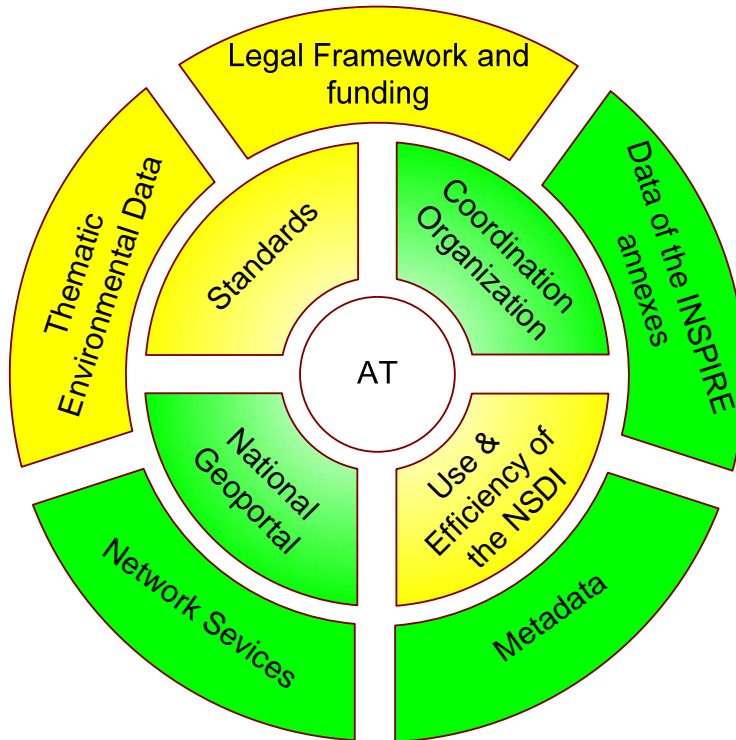 Legal Framework and
funding
Thematic
Environmental Data
Data of the INSPIRE
annexes
Standards
Coordination
Organization
AT
National
Geoportal
Use &
Efficiency of
the NSDI
Network Sevices
Metadata